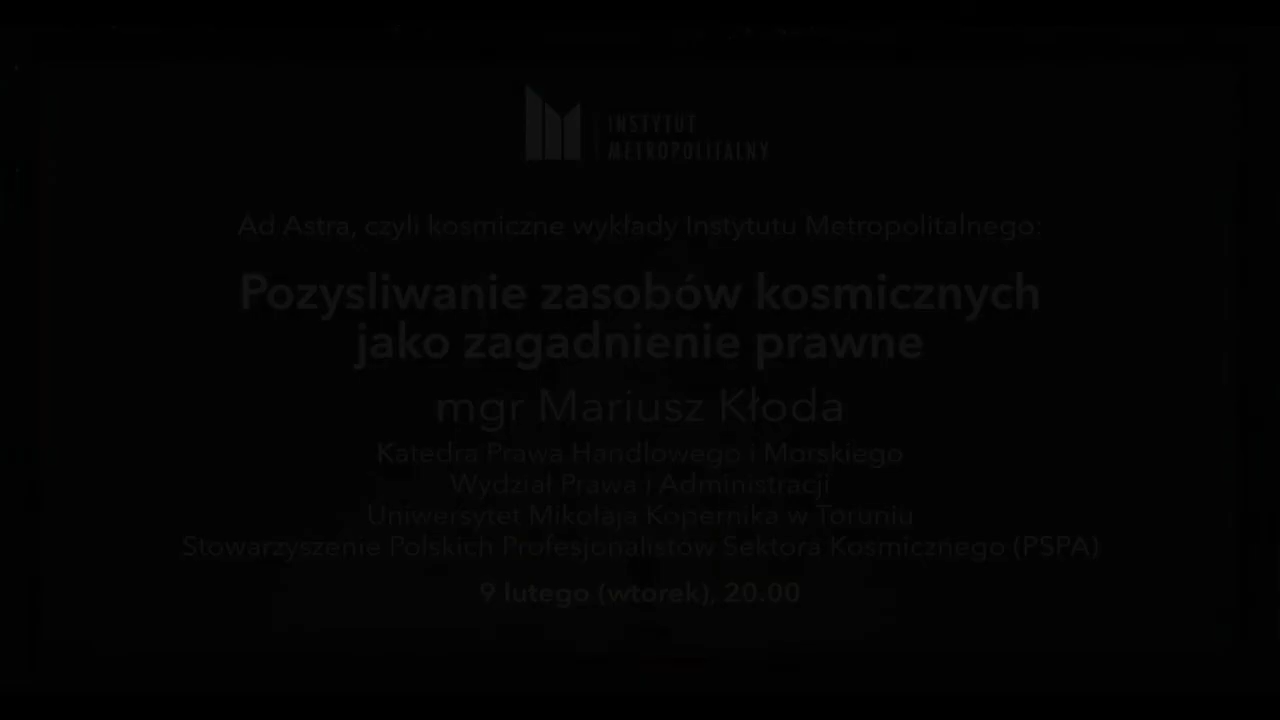 INSTYTUT
METROPOLITALNY
Ad Astra, czyli kosmiczne wykłady Instytutu Metropolitalnego:
Pozysliwanie zasobów kosmicznych
jako zagadnienie prawne
mgr Mariusz Kłoda
Katedra Prawa Handlowego i Morskiego
Wydział Prawa i Administracji
Uniwersytet Mikołaja Kopernika w Toruniu
Stowarzyszenie Polskich Profesjonalistów Sektora Kosmicznego (PSPA)
9 lutego (wtorek), 20.00